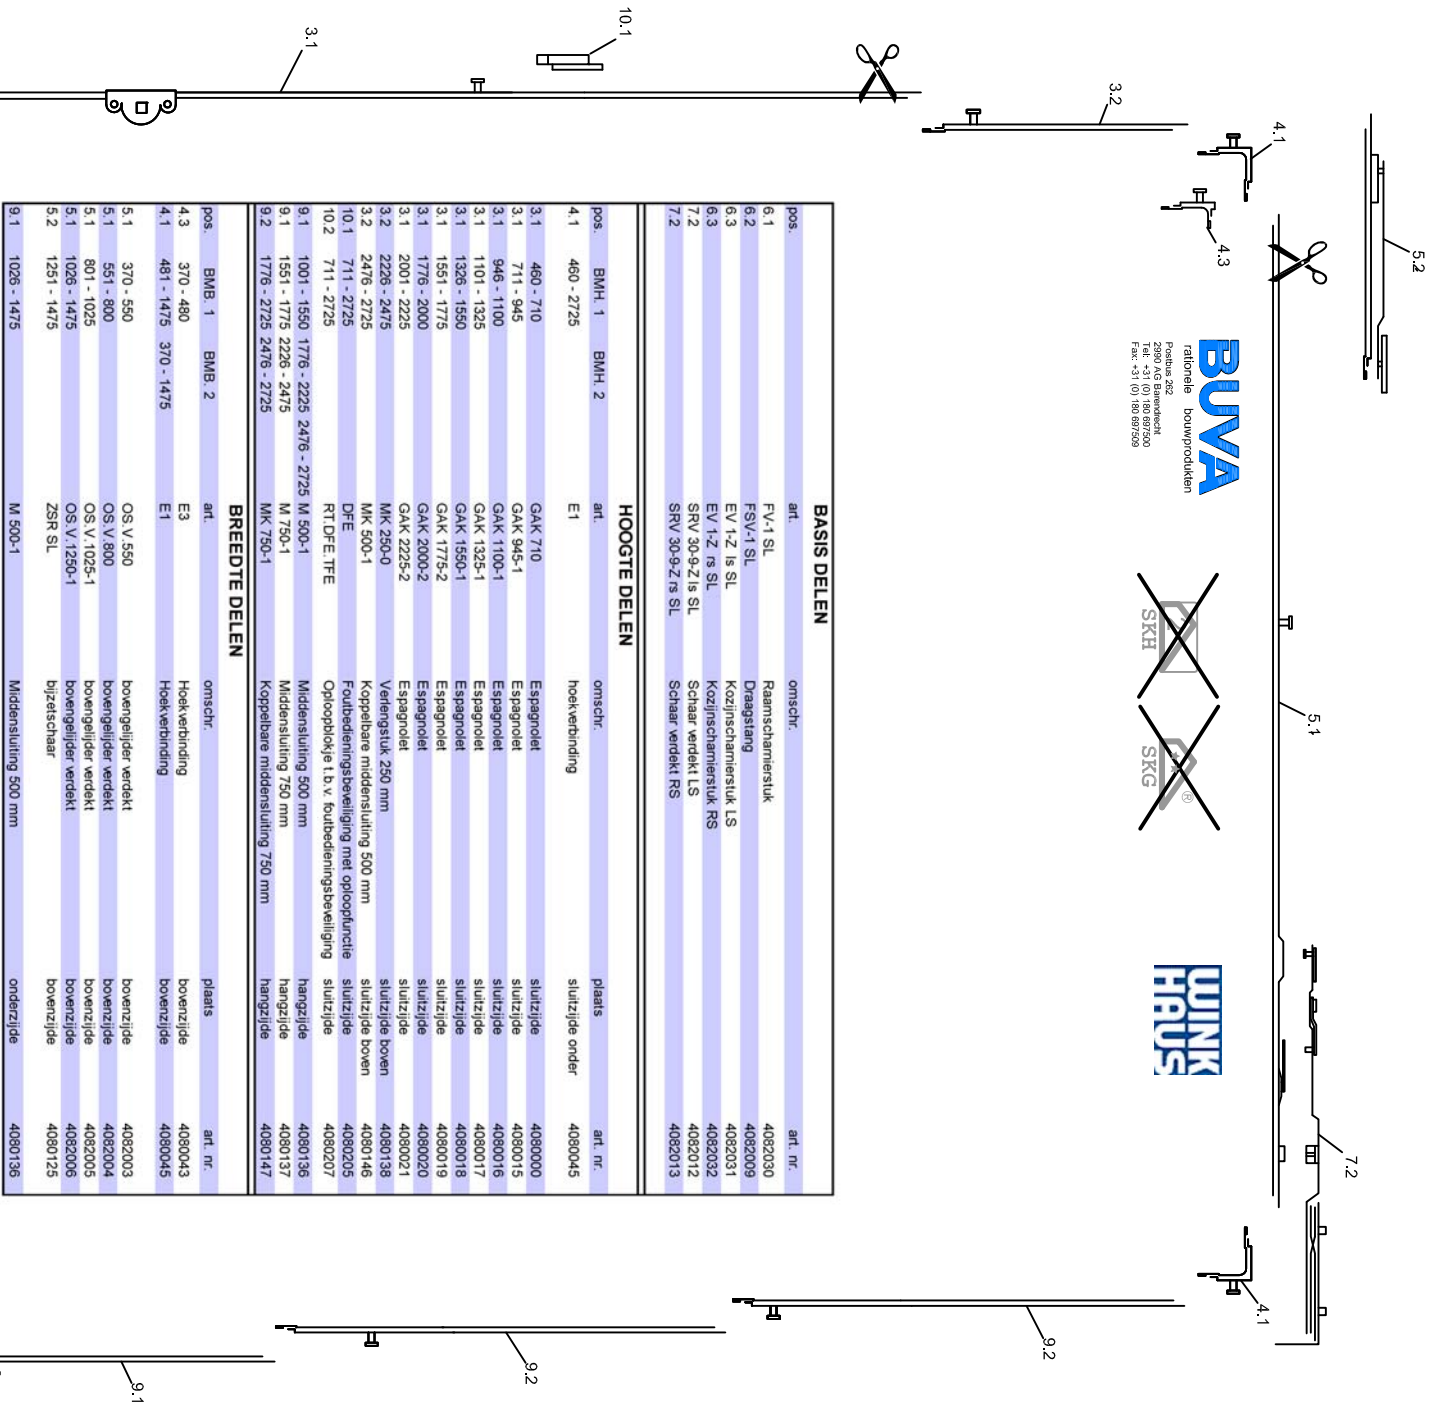 5.2
10.1
3.1
3.2
4.1
4.3
5.1
7.2
4.1
9.2
9.2
9.1
BUVA
rationele bouwprodukten
Postbus 262
2990 AG Barendrecht
Tel: +31 (0) 180 697500
Fax: +31 (0) 180 697509
SKH
SKG ®
WINK
HAUS
BASIS DELEN
pos. art. omschr. art. nr.
6.1 FV-1 SL Raamscharnierstuk 4082030
6.2 FSV-1 SL Draagstang 4082009
6.3 EV 1-Z ls SL Kozijnscharnierstuk LS 4082031
6.3 EV 1-Z rs SL Kozijnscharnierstuk RS 4082032
7.2 SRV 30-9-Z ls SL Schaar verdekt LS 4082012
7.2 SRV 30-9-Z rs SL Schaar verdekt RS 4082013
HOOGTE DELEN
pos. BMH. 1 BMH. 2 art. omschr. plaats art. nr.
4.1 460 - 2725 E1 hoekverbinding sluitzijde onder 4080045
3.1 460 - 710 GAK 710 Espagnolet sluitzijde 4080000
3.1 711 - 945 GAK 945-1 Espagnolet sluitzijde 4080015
3.1 946 - 1100 GAK 1100-1 Espagnolet sluitzijde 4080016
3.1 1101 - 1325 GAK 1325-1 Espagnolet sluitzijde 4080017
3.1 1326 - 1550 GAK 1550-1 Espagnolet sluitzijde 4080018
3.1 1551 - 1775 GAK 1775-2 Espagnolet sluitzijde 4080019
3.1 1776 - 2000 GAK 2000-2 Espagnolet sluitzijde 4080020
3.1 2001 - 2225 GAK 2225-2 Espagnolet sluitzijde 4080021
3.2 2226 - 2475 MK 250-0 Verlengstuk 250 mm sluitzijde boven 4080138
3.2 2476 - 2725 MK 500-1 Koppelbare middensluiting 500 mm sluitzijde boven 4080146
10.1 711 - 2725 DFE Foutbedieningsbeveiliging met oploopfunctie sluitzijde 4080205
10.2 711 - 2725 RT.DFE.TFE Oploopblokje t.b.v. foutbedieningsbeveiliging sluitzijde 4080207
9.1 1001 - 1550 1776 - 2225 2476 - 2725 M 500-1 Middensluiting 500 mm hangzijde 4080136
9.1 1551 - 1775 2226 - 2475 M 750-1 Middensluiting 750 mm hangzijde 4080137
9.2 1776 - 2725 2476 - 2725 MK 750-1 Koppelbare middensluiting 750 mm hangzijde 4080147
BREEDTE DELEN
pos. BMB. 1 BMB. 2 art. omschr. plaats art. nr.
4.3 370 - 480 E3 Hoekverbinding bovenzijde 4080043
4.1 481 - 1475 370 - 1475 E1 Hoekverbinding bovenzijde 4080045
5.1 370 - 550 OS.V.550 bovengelijder verdekt bovenzijde 4082003
5.1 551 - 800 OS.V.800 bovengelijder verdekt bovenzijde 4082004
5.1 801 - 1025 OS.V.1025-1 bovengelijder verdekt bovenzijde 4082005
5.1 1026 - 1475 OS.V.1250-1 bovengelijder verdekt bovenzijde 4082006
5.2 1251 - 1475 ZSR SL bijzetschaar bovenzijde 4080125
9.1 1026 - 1475 M 500-1 Middensluiting 500 mm onderzijde 4080136